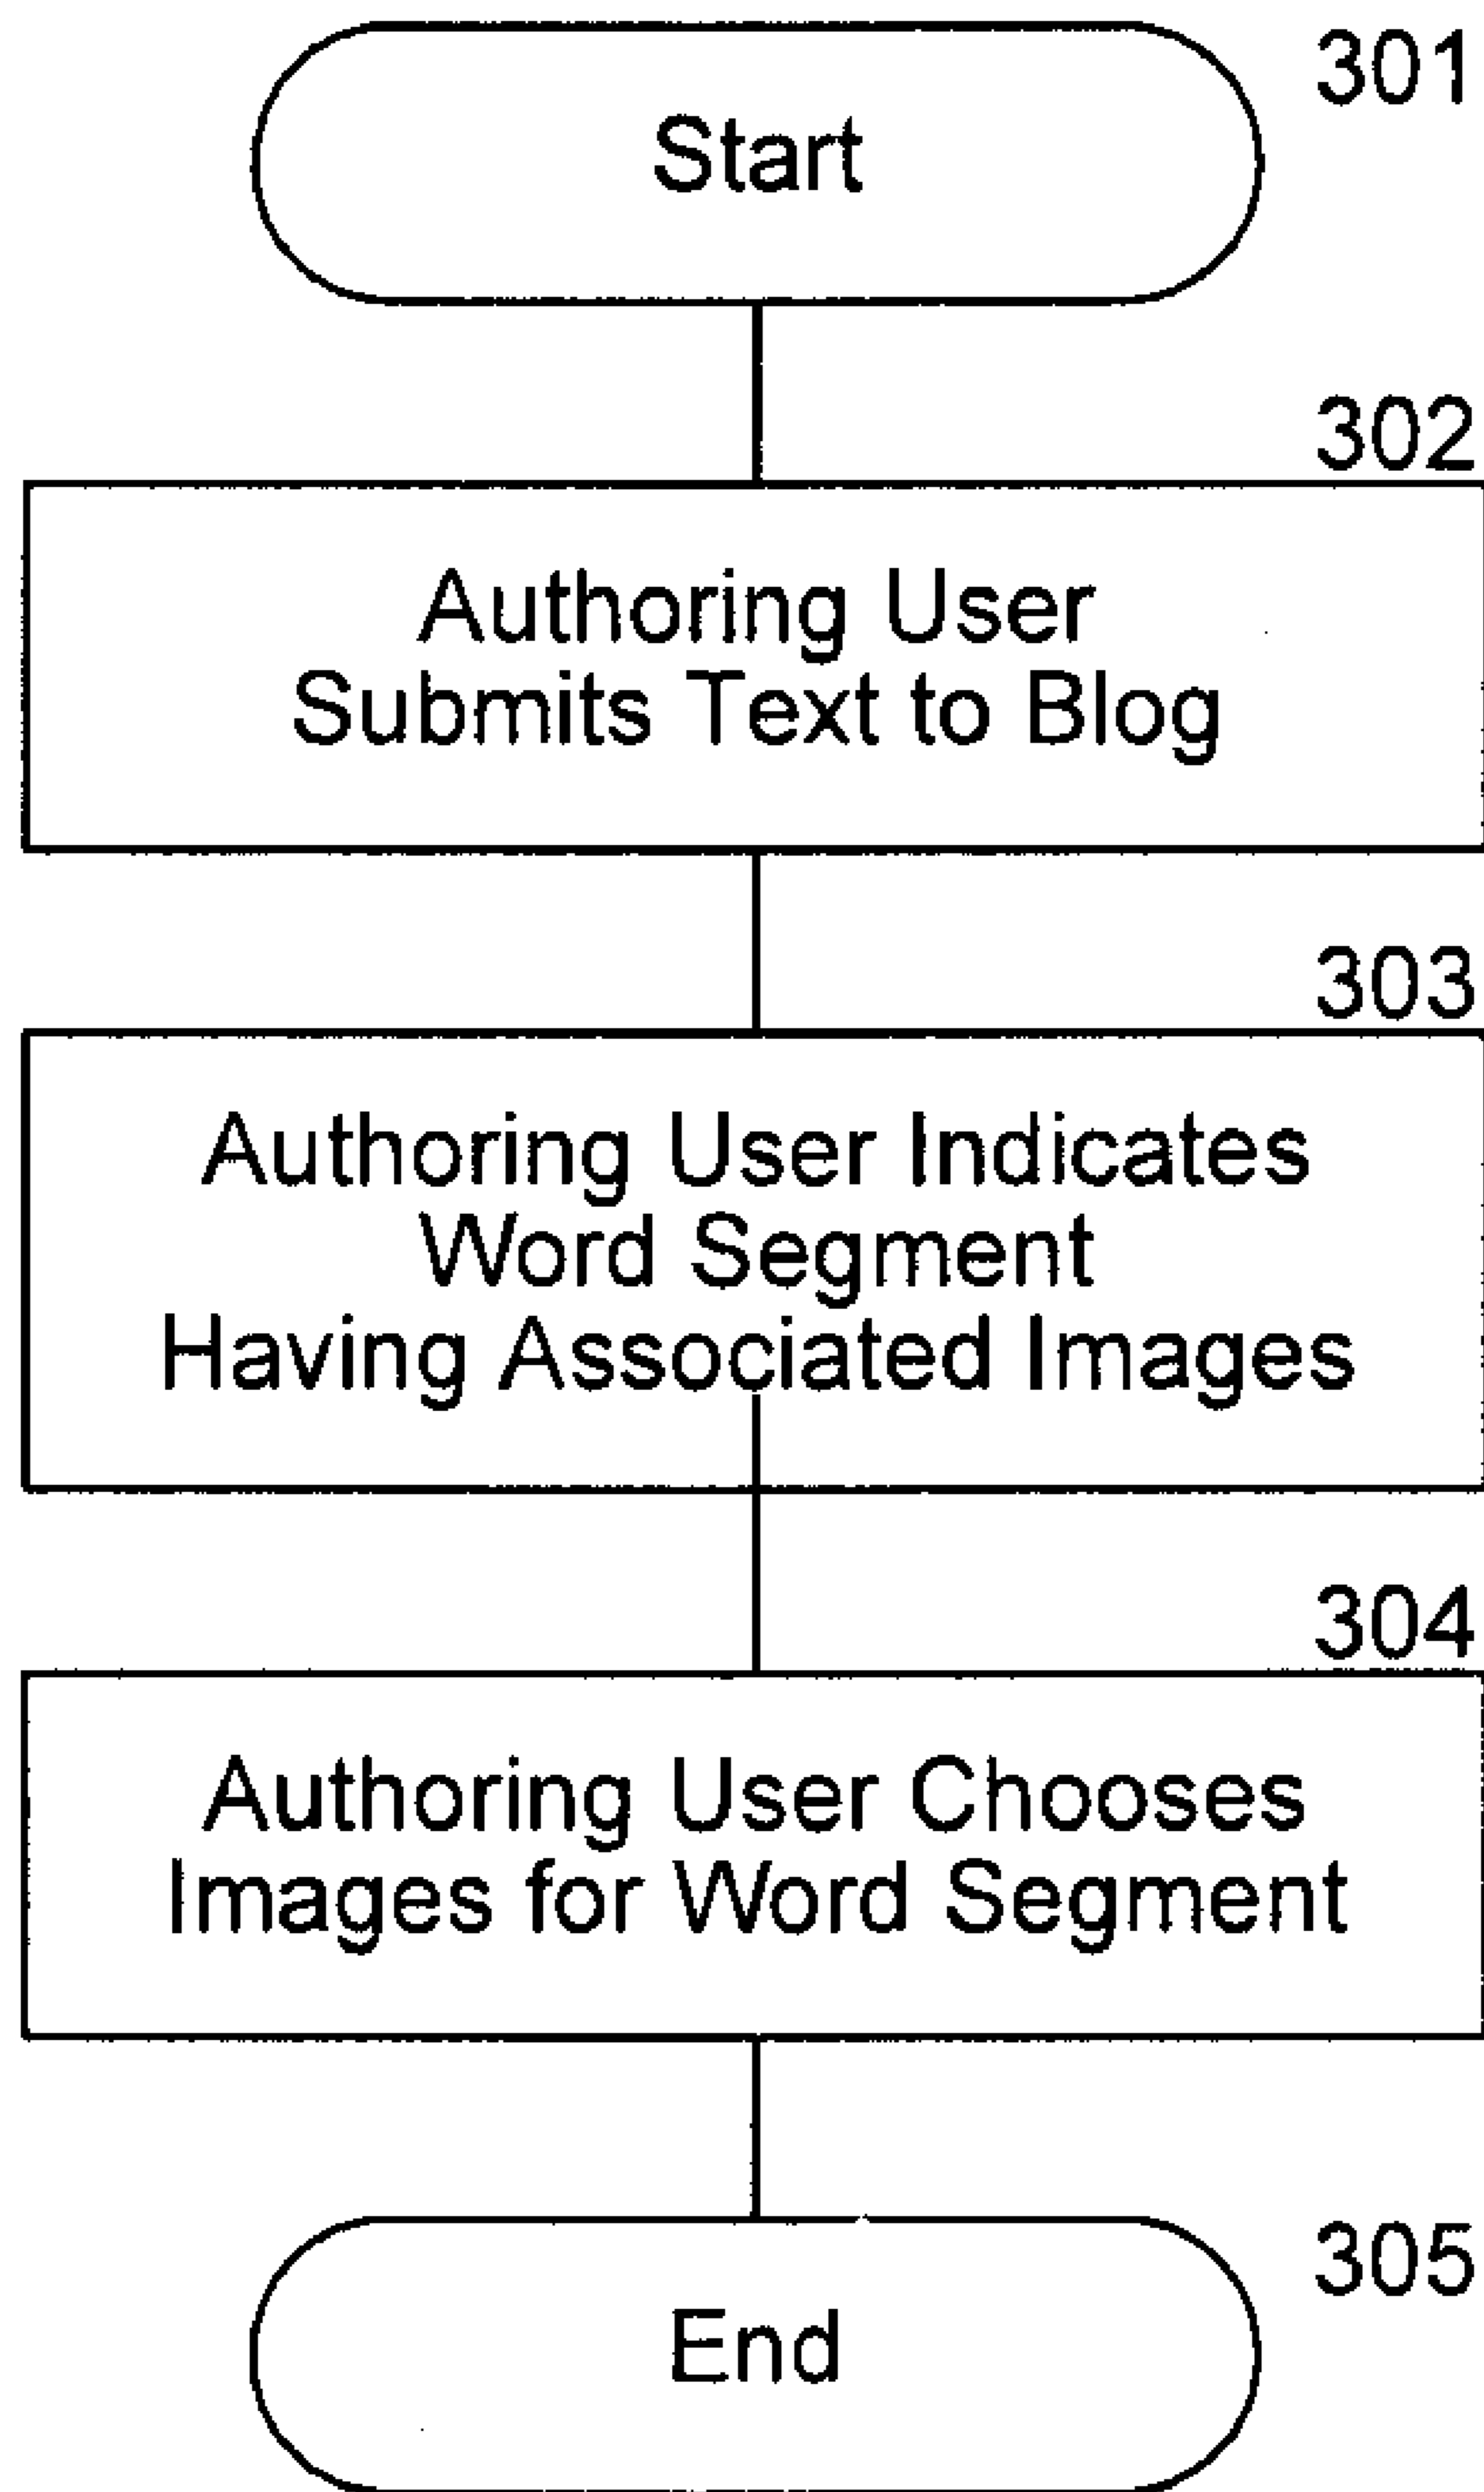 301
Start
302
Authoring User
Submits Text to Blog
303
Authoring User Indicates
Word Segment
Having Associated Images
304
Authoring User Chooses
Images for Word Segment
305
End